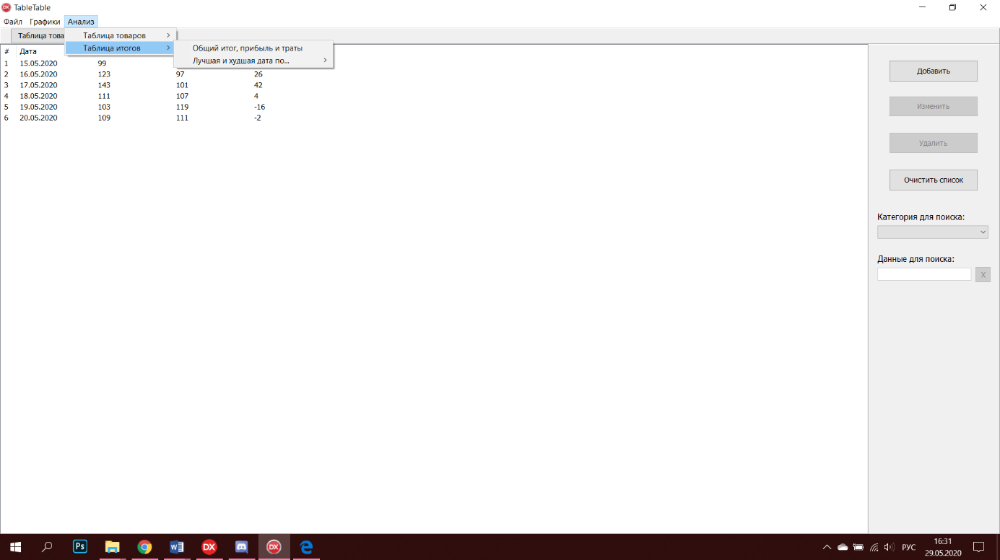 TableTable
Файл Графики Анализ
Таблица това
Таблица товаров
Таблица итогов
Общий итог, прибыль и траты
Лучшая и худшая дата по...
# Дата
1 15.05.2020 99
2 16.05.2020 123 97 26
3 17.05.2020 143 101 42
4 18.05.2020 111 107 4
5 19.05.2020 103 119 -16
6 20.05.2020 109 111 -2
Добавить
Изменить
Удалить
Очистить список
Категория для поиска:
Данные для поиска:
X
РУС
16:31
29.05.2020
Ps
W
DX
DX
DX